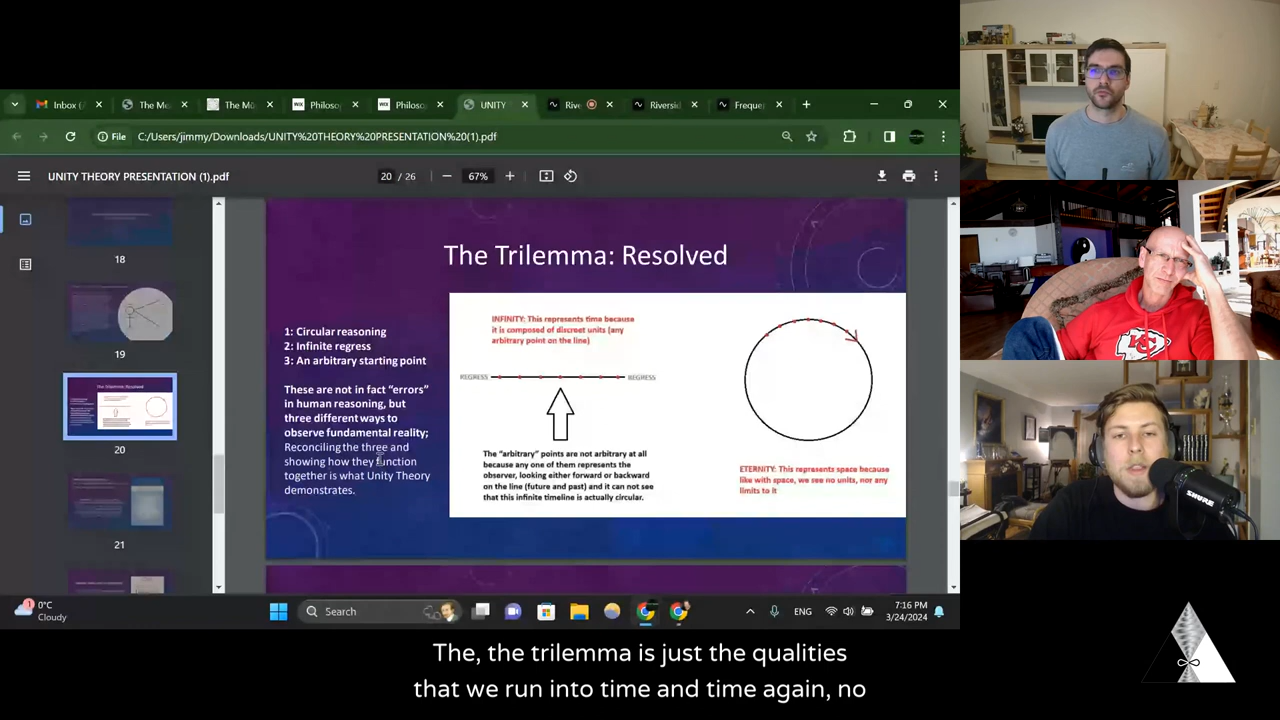 Inbox (
The Me
The Mü
Philoso
Philoso
UNITY
Rive
Riversid
Freque
File
C:/Users/jimmy/Downloads/UNITY%20THEORY%20PRESENTATION%20(1).pdf
UNITY THEORY PRESENTATION (1).pdf
20 / 26
67%
18
19
20
21
The Trilemma: Resolved
1: Circular reasoning
2: Infinite regress
3: An arbitrary starting point
These are not in fact “errors”
in human reasoning, but
three different ways to
observe fundamental reality;
Reconciling the three and
showing how they function
together is what Unity Theory
demonstrates.
INFINITY: This represents time because
it is composed of discreet units (any
arbitrary point on the line)
REGRESS
The “arbitrary” points are not arbitrary at all
because any one of them represents the
observer, looking either forward or backward
on the line (future and past) and it can not see
that this infinite timeline is actually circular.
ETERNITY: This represents space because
like with space, we see no units, nor any
limits to it
1
0°C
Cloudy
Search
ENG
7:16 PM
3/24/2024
SHURE
KC
The, the trilemma is just the qualities
that we run into time and time again, no